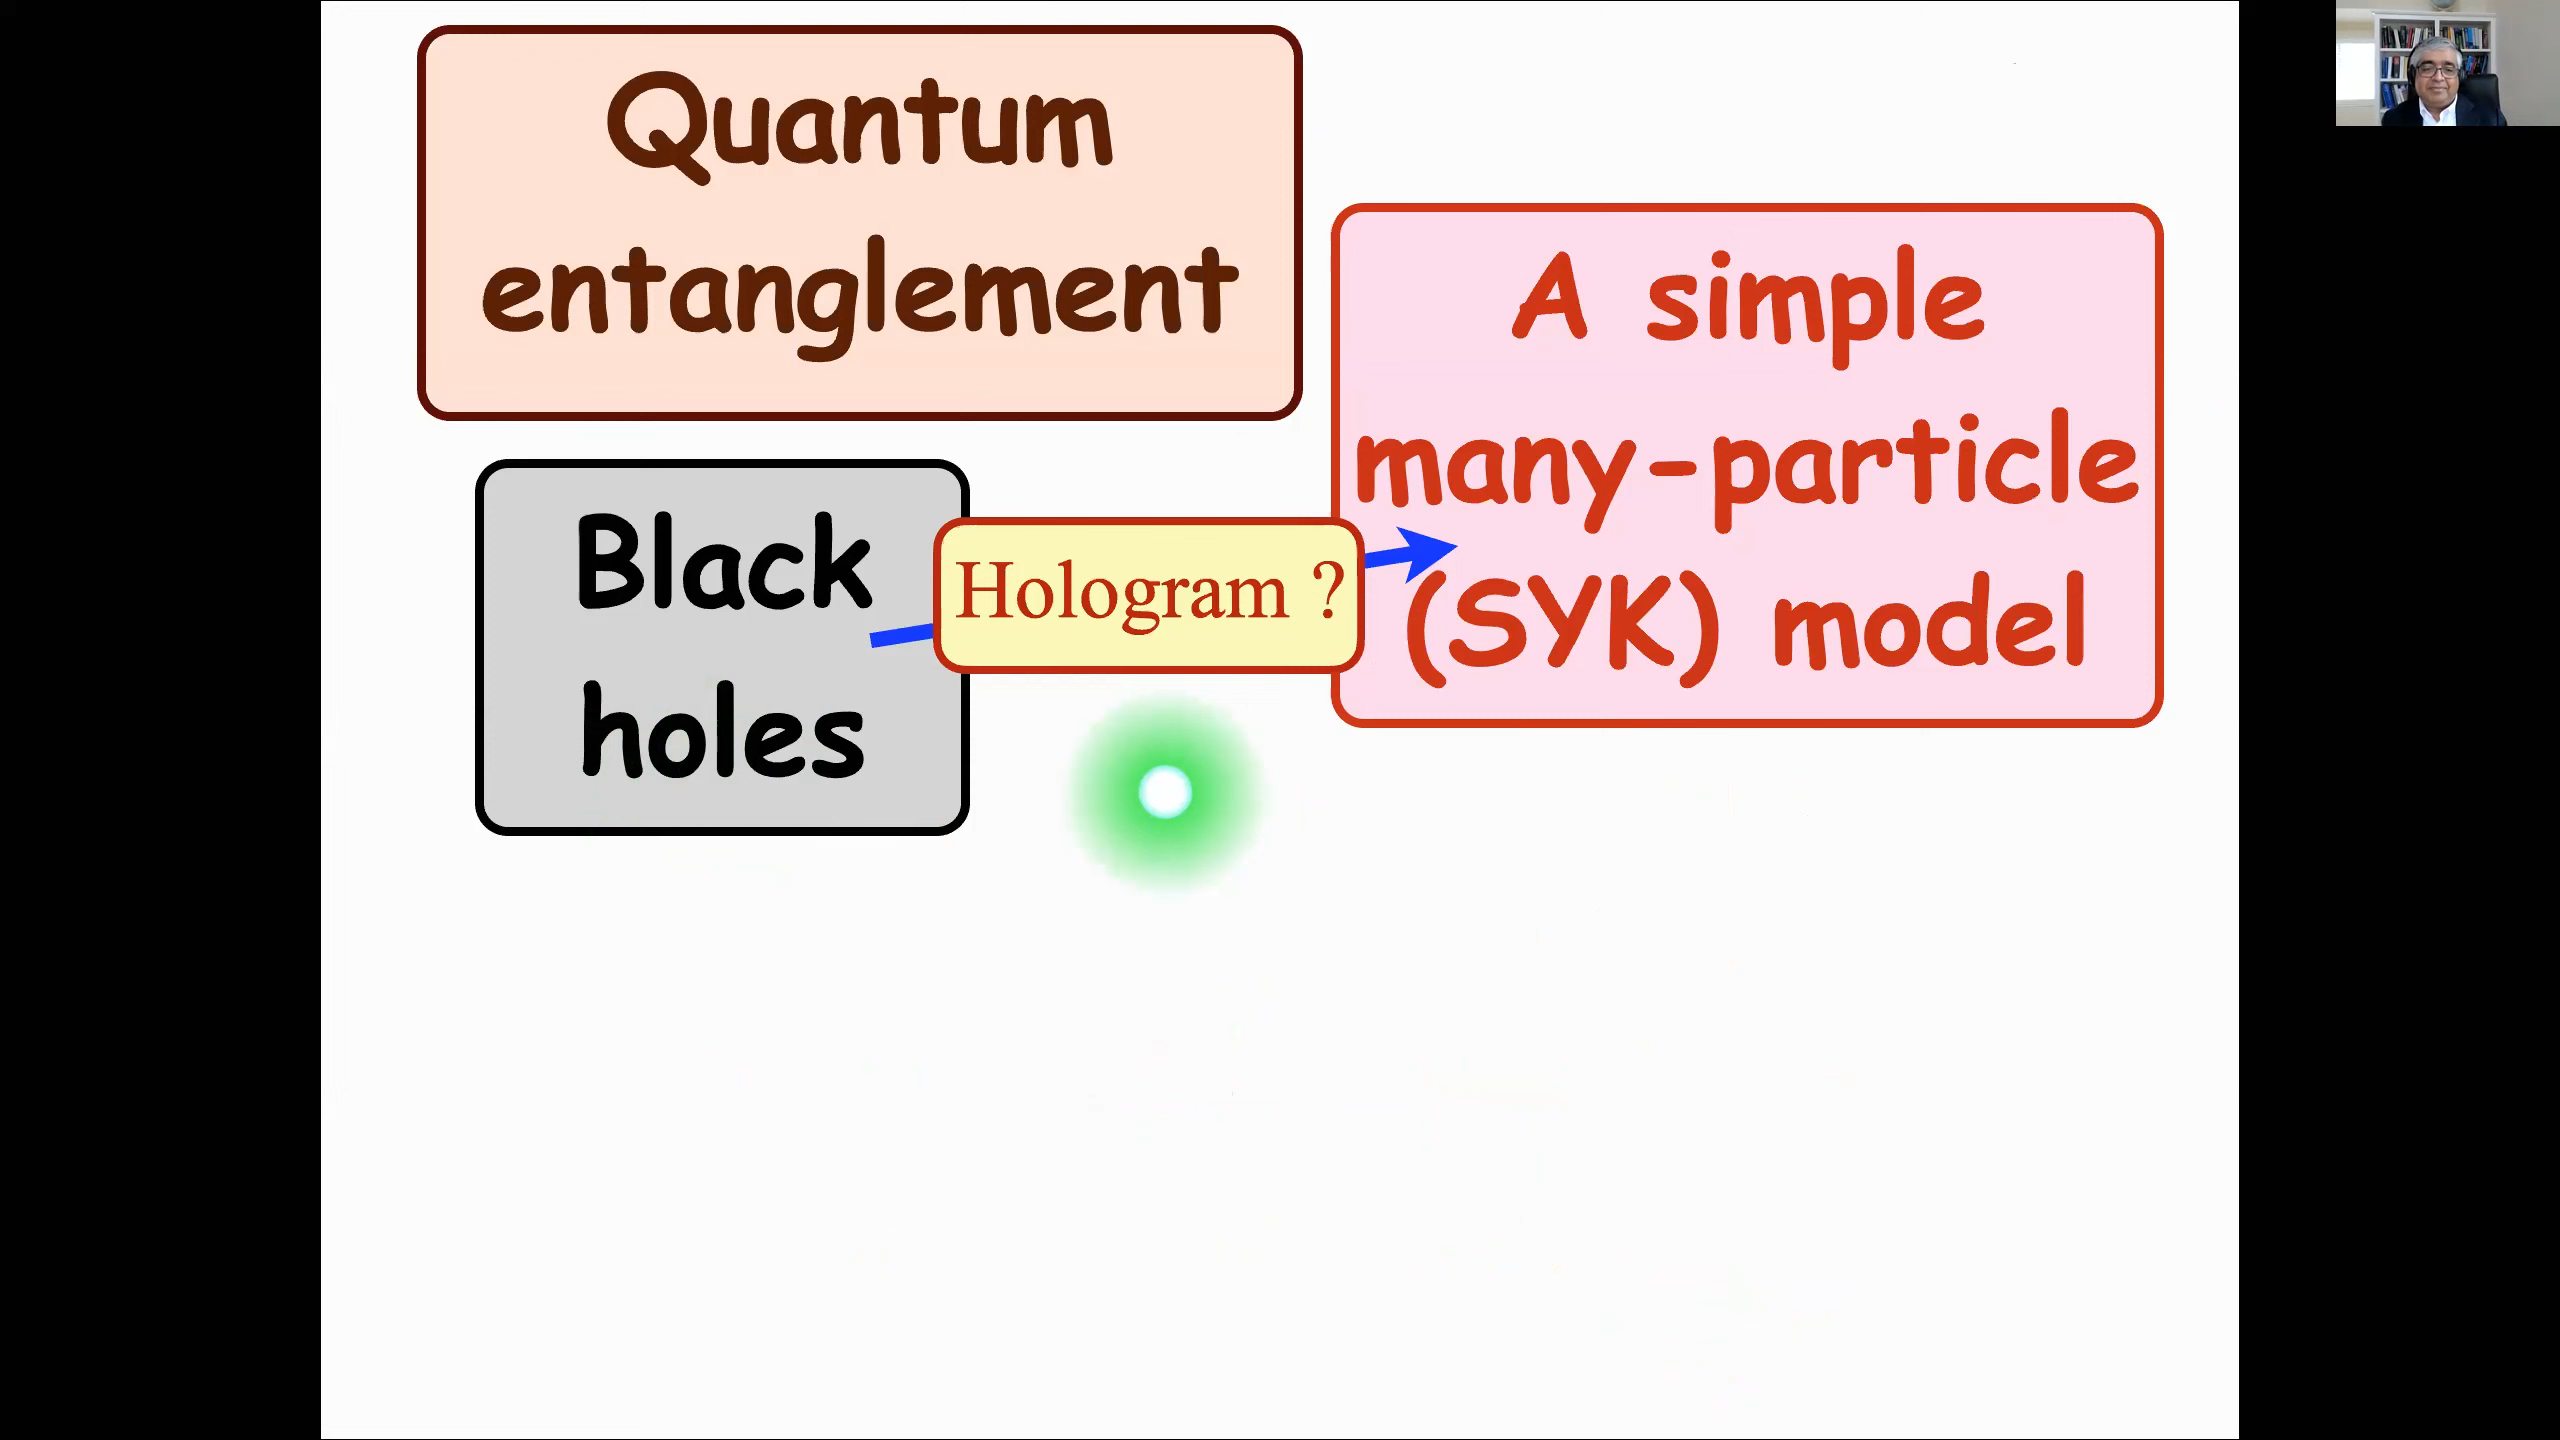 Quantum
entanglement
A simple
many-particle
(SYK) model
Black
holes
Hologram ?